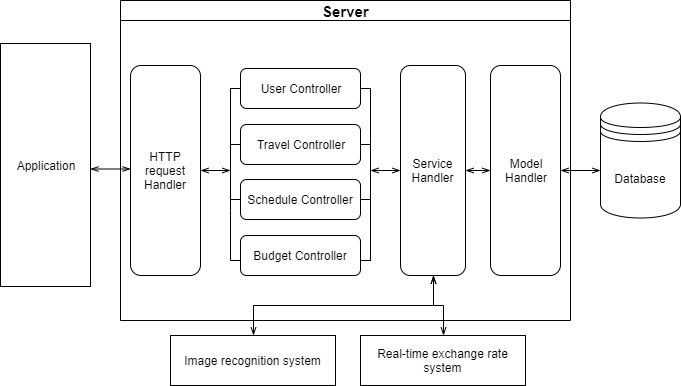 Server
Application
HTTP
request
Handler
User Controller
Travel Controller
Schedule Controller
Budget Controller
Service
Handler
Model
Handler
Database
Image recognition system
Real-time exchange rate
system